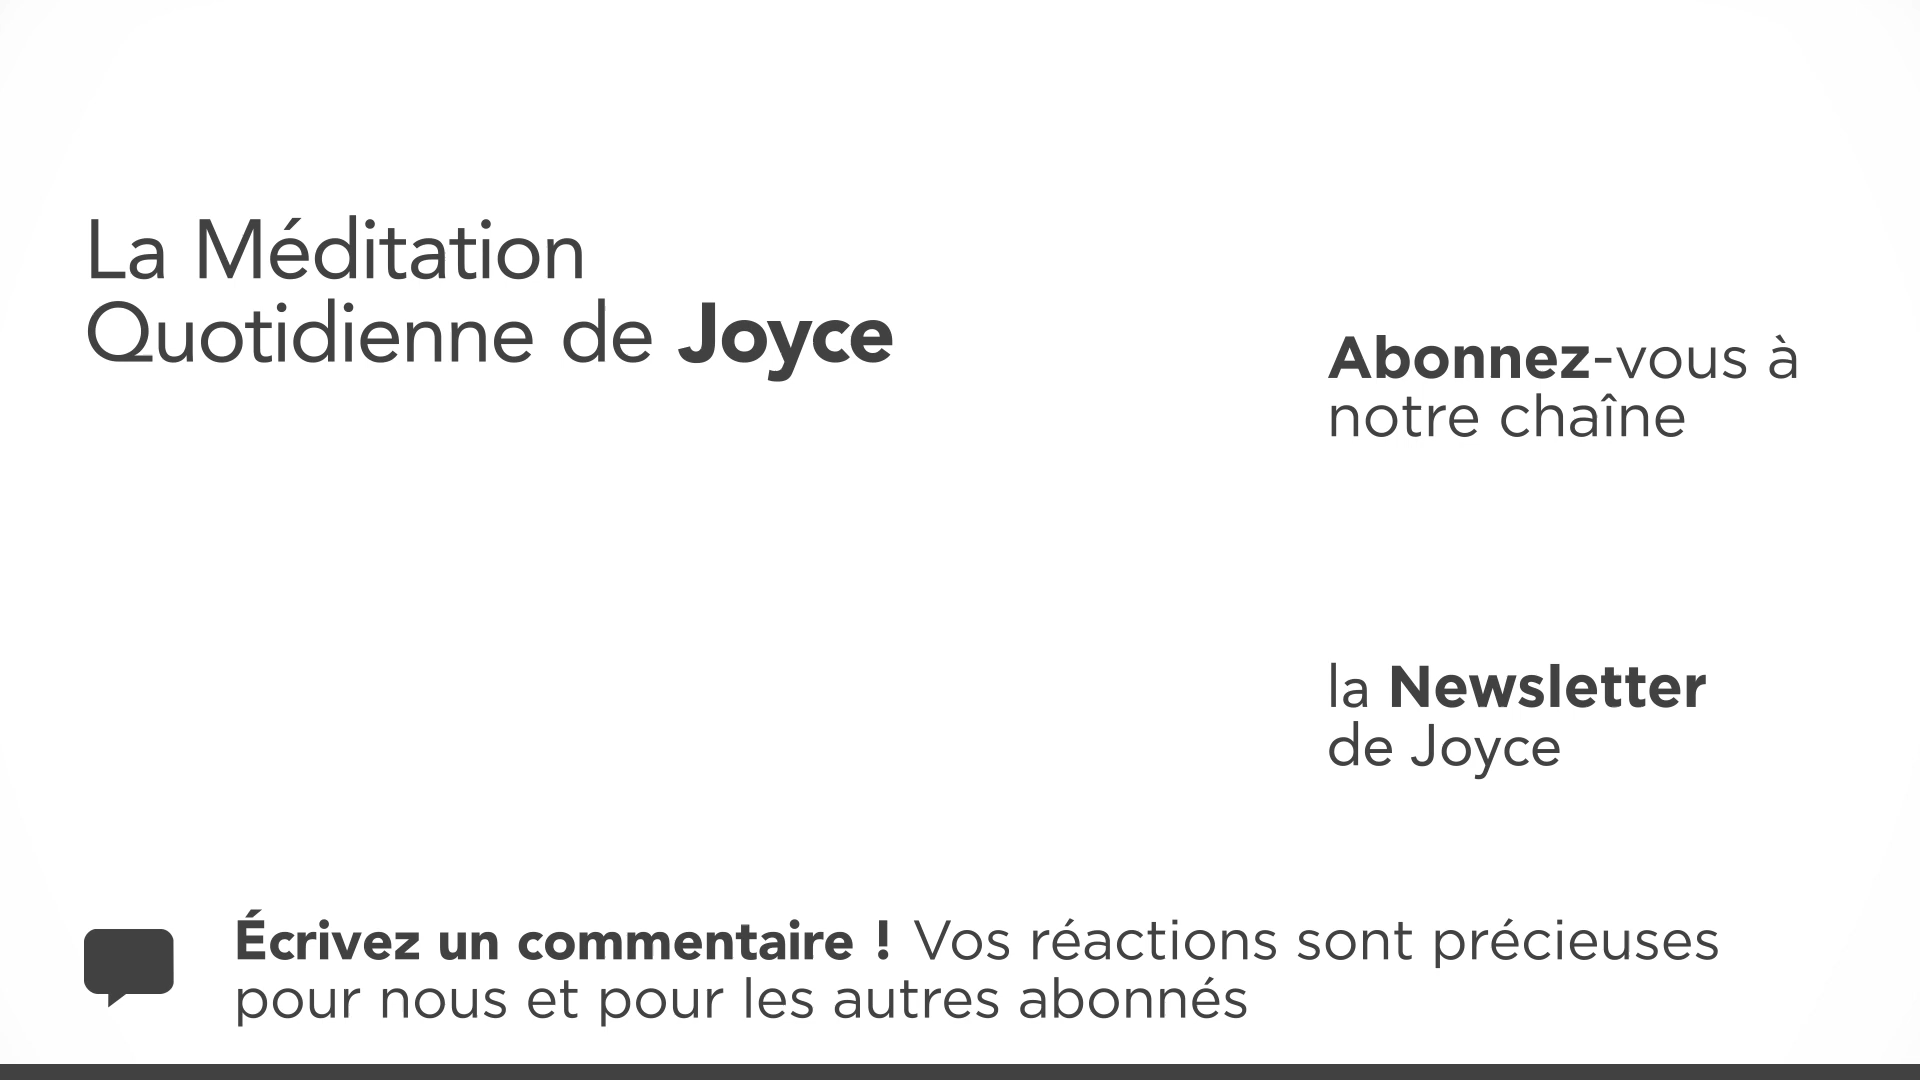 La Méditation
Quotidienne de Joyce
Abonnez-vous à
notre chaîne
la Newsletter
de Joyce
Écrivez un commentaire ! Vos réactions sont précieuses
pour nous et pour les autres abonnés